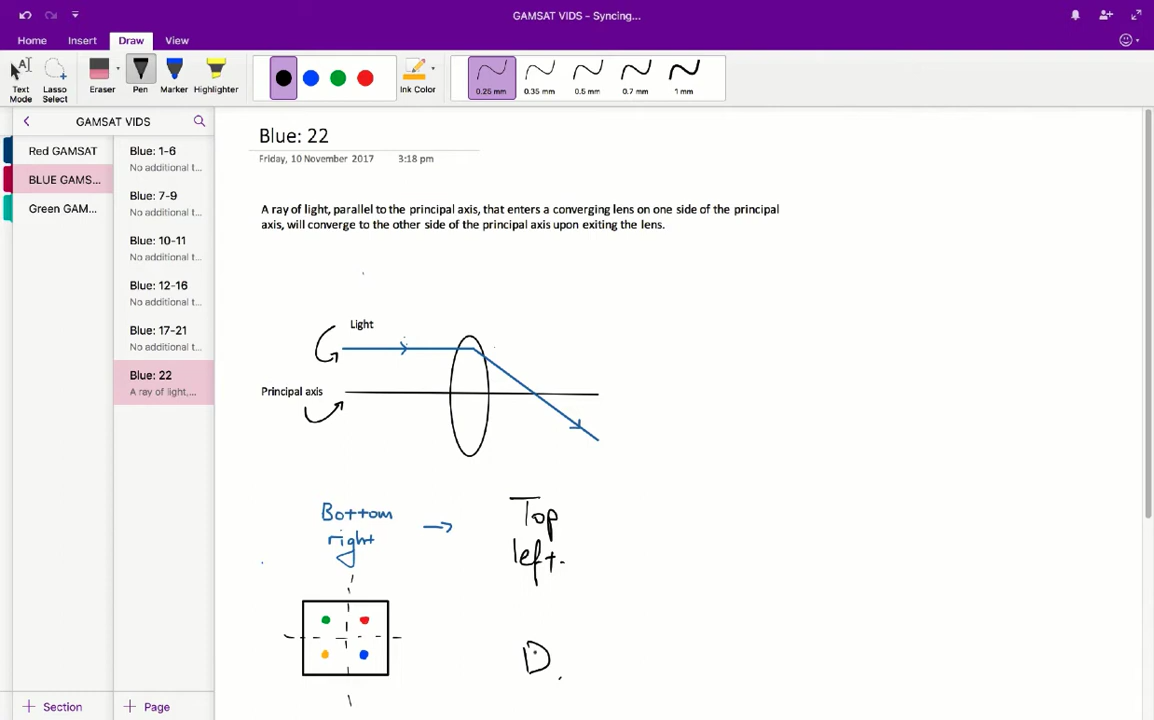 GAMSAT VIDS - Syncing...
Home Insert Draw View
Text Mode
Lasso Select
Eraser
Pen
Marker
Highlighter
Ink Color
0.25 mm
0.35 mm
0.5 mm
0.7 mm
1 mm
GAMSAT VIDS
Red GAMSAT
BLUE GAMS...
Green GAM...
Blue: 1-6
No additional t...
Blue: 7-9
No additional t...
Blue: 10-11
No additional t...
Blue: 12-16
No additional t...
Blue: 17-21
No additional t...
Blue: 22
A ray of light,...
+ Section
+ Page
Blue: 22
Friday, 10 November 2017 3:18 pm
A ray of light, parallel to the principal axis, that enters a converging lens on one side of the principal
axis, will converge to the other side of the principal axis upon exiting the lens.
Light
Principal axis
Bottom
right
→
Top
left.
D.